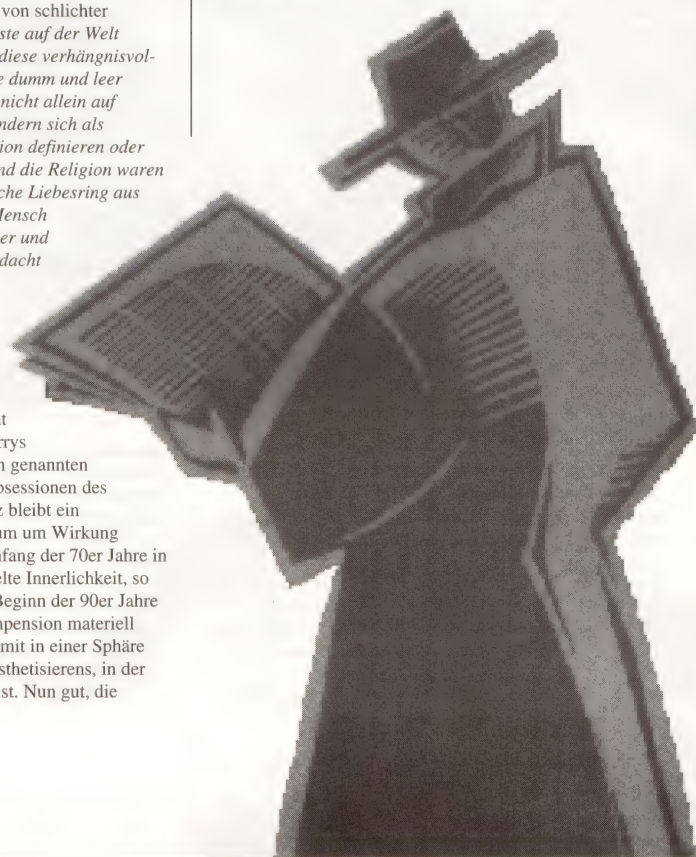 von schlichter
ste auf der Welt
diese verhängnisvol-
e dumm und leer
nicht allein auf
ndern sich als
ion definieren oder
nd die Religion waren
che Liebesring aus
Mensch
er und
dacht
t
rrys
n genannten
bsessionen des
z bleibt ein
um um Wirkung
nfang der 70er Jahre in
elte Innerlichkeit, so
Beginn der 90er Jahre
mpension materiell
mit in einer Sphäre
sthetisierens, in der
ist. Nun gut, die